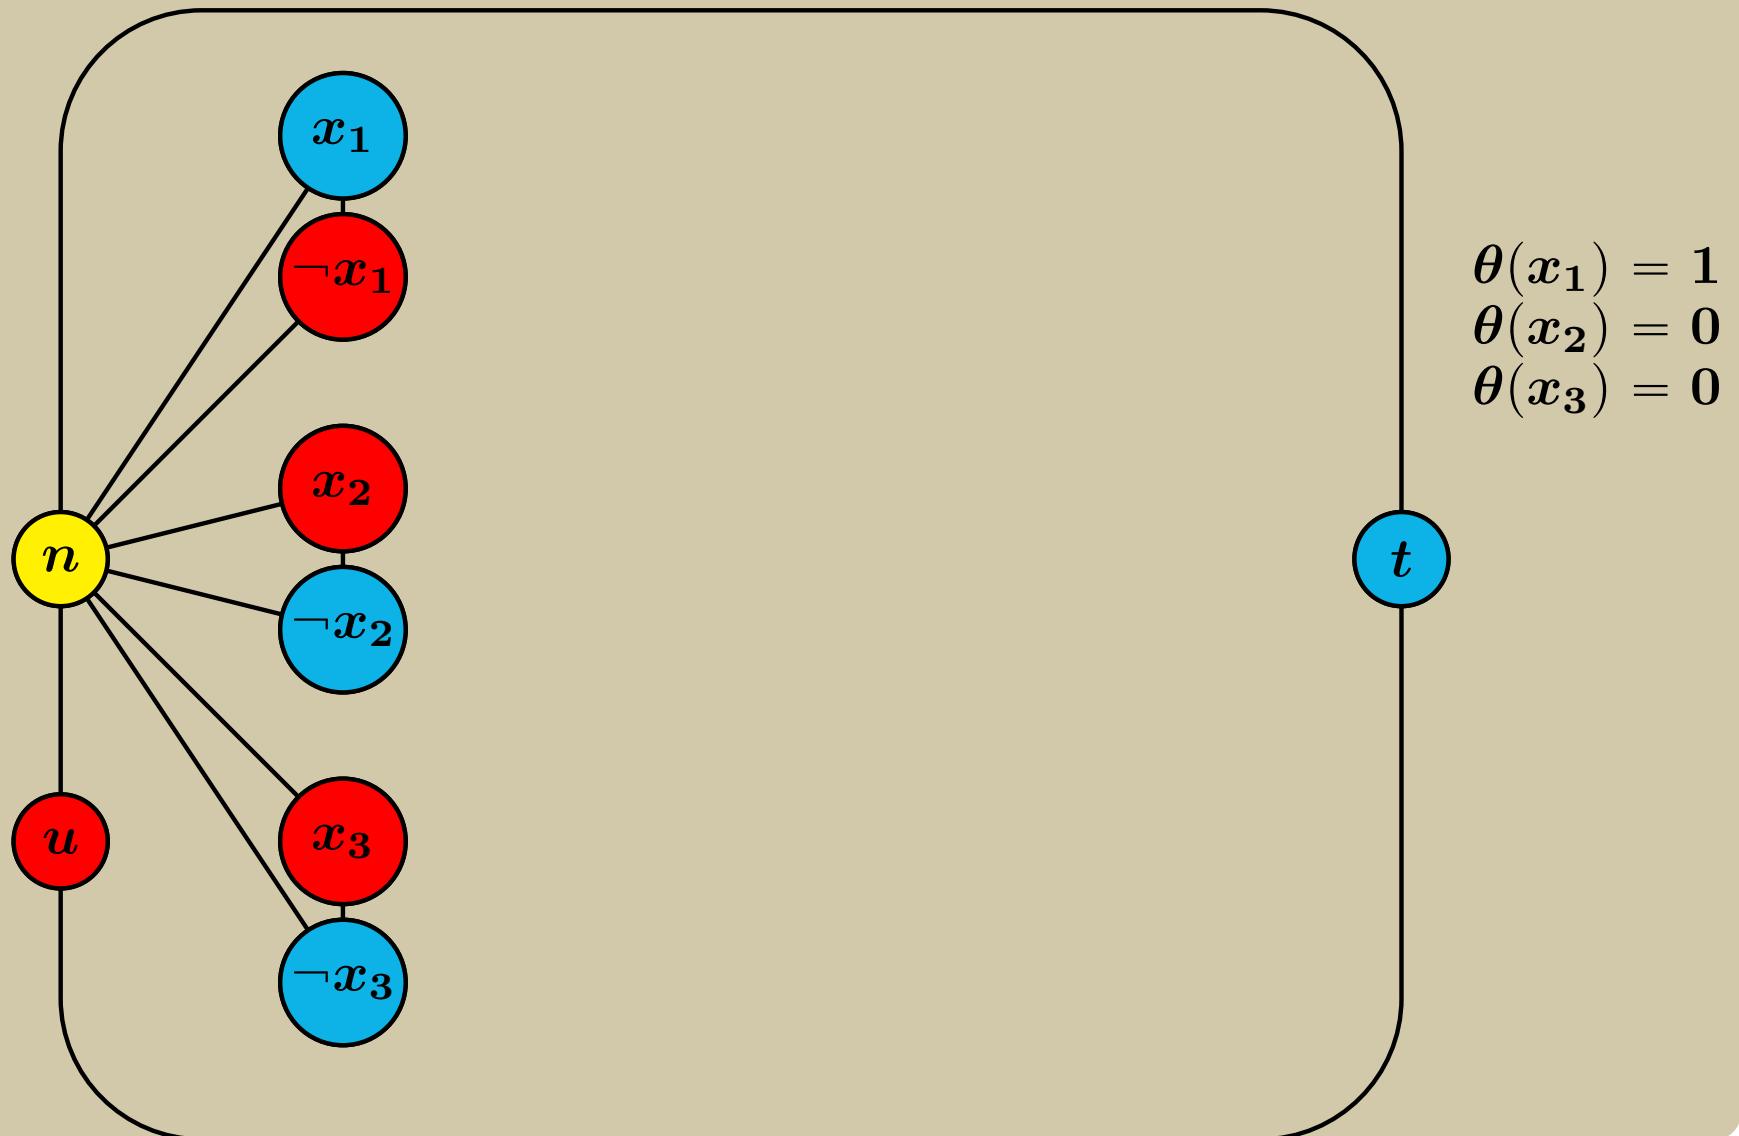 x₁
¬x₁
x₂
¬x₂
x₃
¬x₃
n
u
t
θ(x₁) = 1
θ(x₂) = 0
θ(x₃) = 0